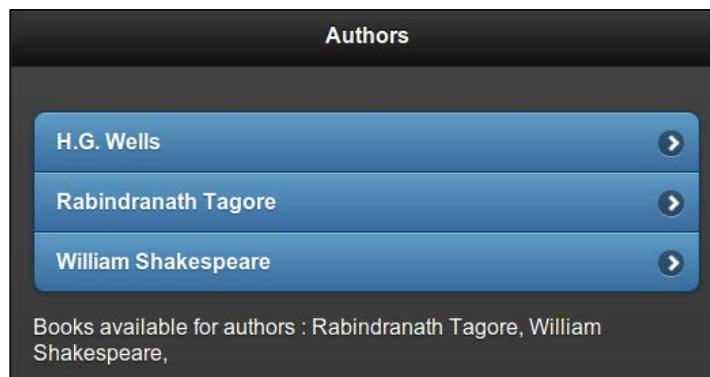 Authors
H.G. Wells
Rabindranath Tagore
William Shakespeare
Books available for authors : Rabindranath Tagore, William
Shakespeare,